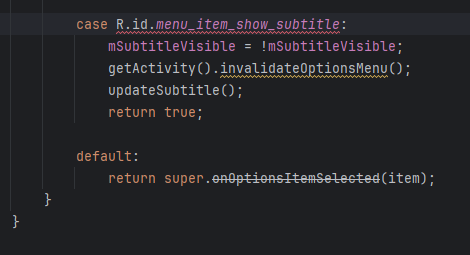 case R.id.menu_item_show_subtitle:
mSubtitleVisible = !mSubtitleVisible;
getActivity().invalidateOptionsMenu();
updateSubtitle();
return true;
default:
return super.onOptionsItemSelected(item);
}
}